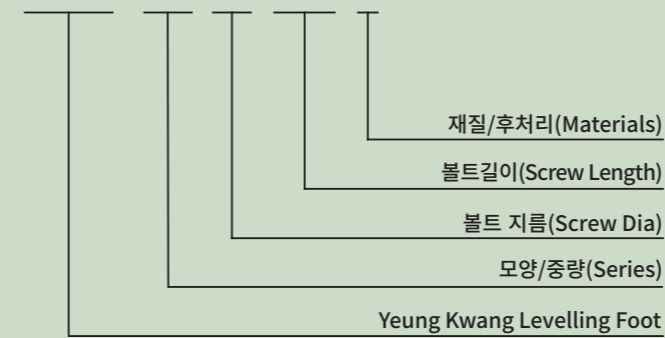 재질/후처리(Materials)
볼트길이(Screw Length)
볼트 지름(Screw Dia)
모양/중량(Series)
Yeung Kwang Levelling Foot